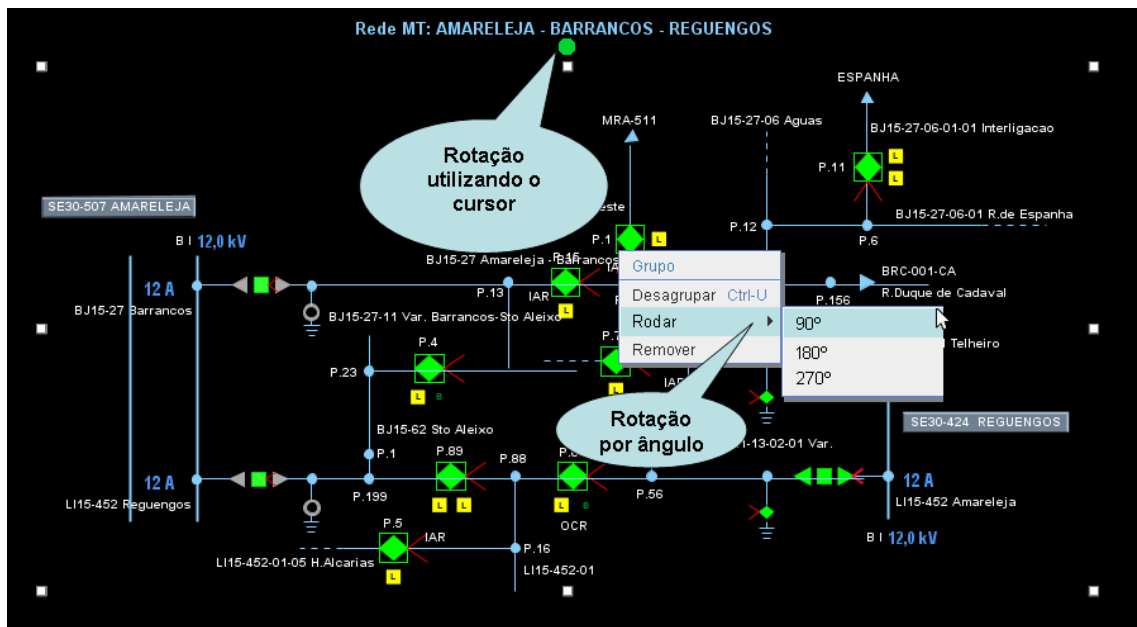 Rede MT: AMARELEJA - BARRANCOS - REGUENGOS
ESPANHA
MRA-511
BJ15-27-06 Aguas
BJ15-27-06-01-01 Interligacao
Rotação
utilizando o
cursor
L
P.11
L
SE30-507 AMARELEJA
BJ15-27-06-01 R.de Espanha
P.12
P.1
L
P.6
B I 12,0 kV
BJ15-27 Amareleja - Barrancos
P.15
Grupo
BRC-001-CA
12 A
P.13
IAR
Desagrupar Ctrl-U
P.156
R.Duque de Cadaval
BJ15-27 Barrancos
BJ15-27-11 Var. Barrancos-Sto Aleixo
L
Rodar
90º
P.4
Remover
180º
Telheiro
P.23
270º
L B
L
IAR
Rotação
por ângulo
SE30-424 REGUENGOS
BJ15-62 Sto Aleixo
P.1
P.89
P.88
12 A
P.199
P.56
12 A
LI15-452 Reguengos
L L
L B
LI15-452 Amareleja
OCR
P.5
IAR
B I 12,0 kV
P.16
LI15-452-01-05 H.Alcarias
L
LI15-452-01